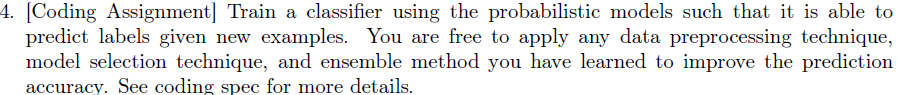 4. [Coding Assignment] Train a classifier using the probabilistic models such that it is able to
predict labels given new examples. You are free to apply any data preprocessing technique,
model selection technique, and ensemble method you have learned to improve the prediction
accuracy. See coding spec for more details.